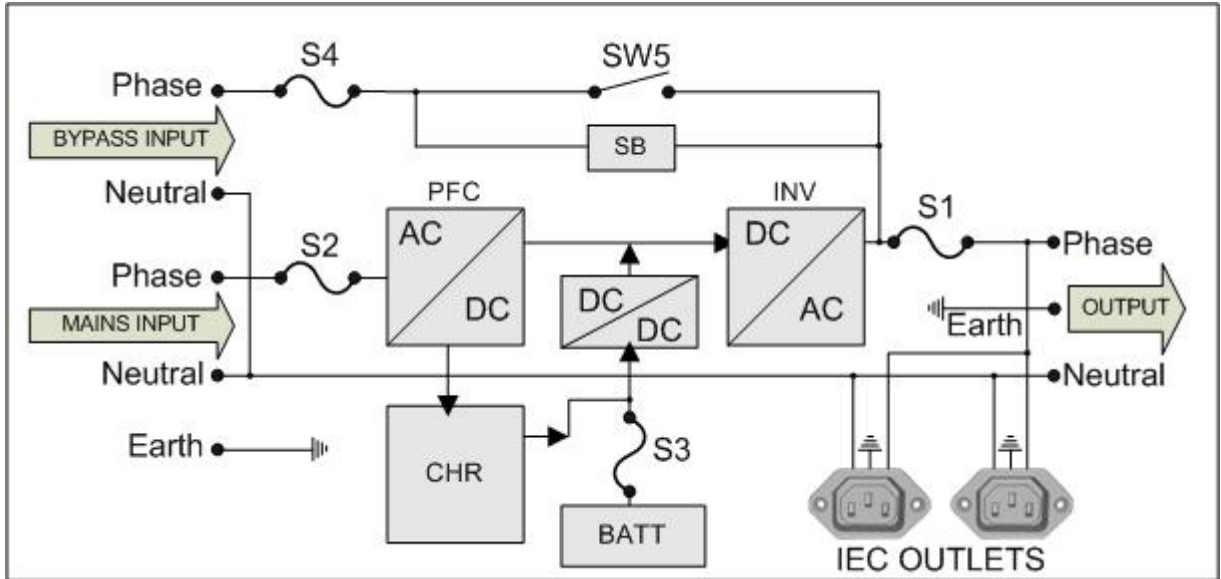 S4
SW5
Phase
BYPASS INPUT
SB
Neutral
PFC
INV
S2
S1
AC
DC
DC
AC
Phase
Phase
MAINS INPUT
DC
DC
Earth
OUTPUT
Neutral
Neutral
Earth
CHR
S3
BATT
IEC OUTLETS